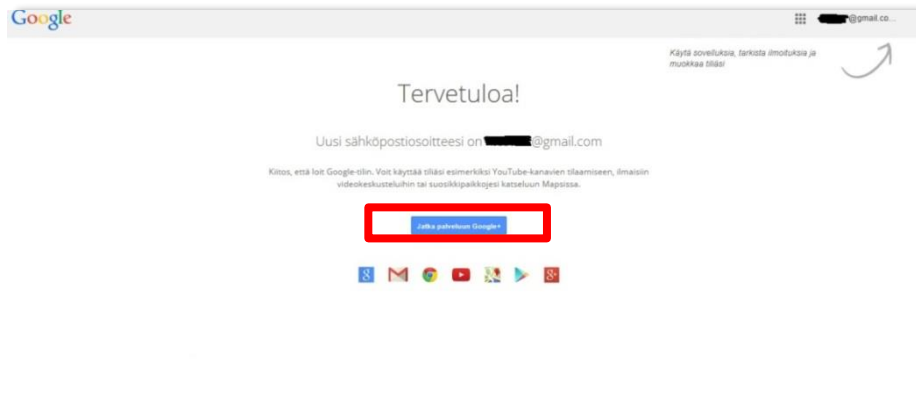 Google
@gmail.co...
Käytä sovelluksia, tarkista ilmoituksia ja
muokkaa tiliäsi
Tervetuloa!
Uusi sähköpostiosoitteesi on @gmail.com
Kiitos, että loit Google-tilin. Voit käyttää tiliäsi esimerkiksi YouTube-kanavien tilaamiseen, ilmaisiin
videokeskusteluihin tai suosikkipaikkojesi katseluun Mapsissa.
Jatka palveluun Google+